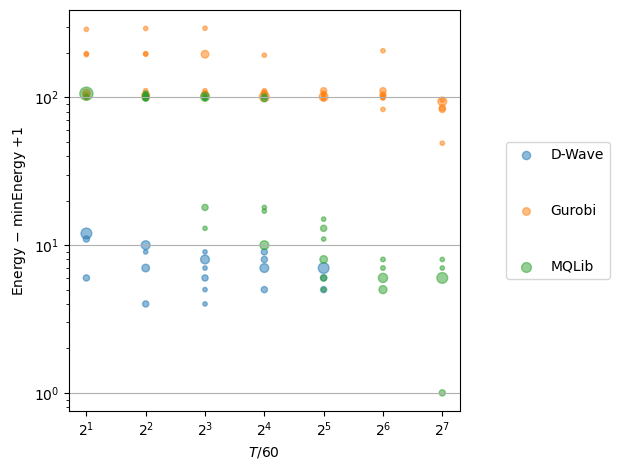 Energy − minEnergy +1
10²
10¹
10⁰
2¹ 2² 2³ 2⁴ 2⁵ 2⁶ 2⁷
T/60
D-Wave
Gurobi
MQLib